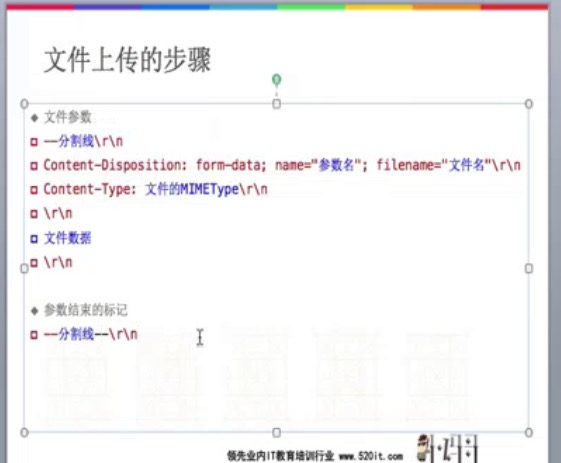 文件上传的步骤
文件参数
--分割线\r\n
Content-Disposition: form-data; name="参数名"; filename="文件名"\r\n
Content-Type: 文件的MIMEType\r\n
\r\n
文件数据
\r\n
参数结束的标记
--分割线--\r\n
领先业内IT教育培训行业 www.520it.com